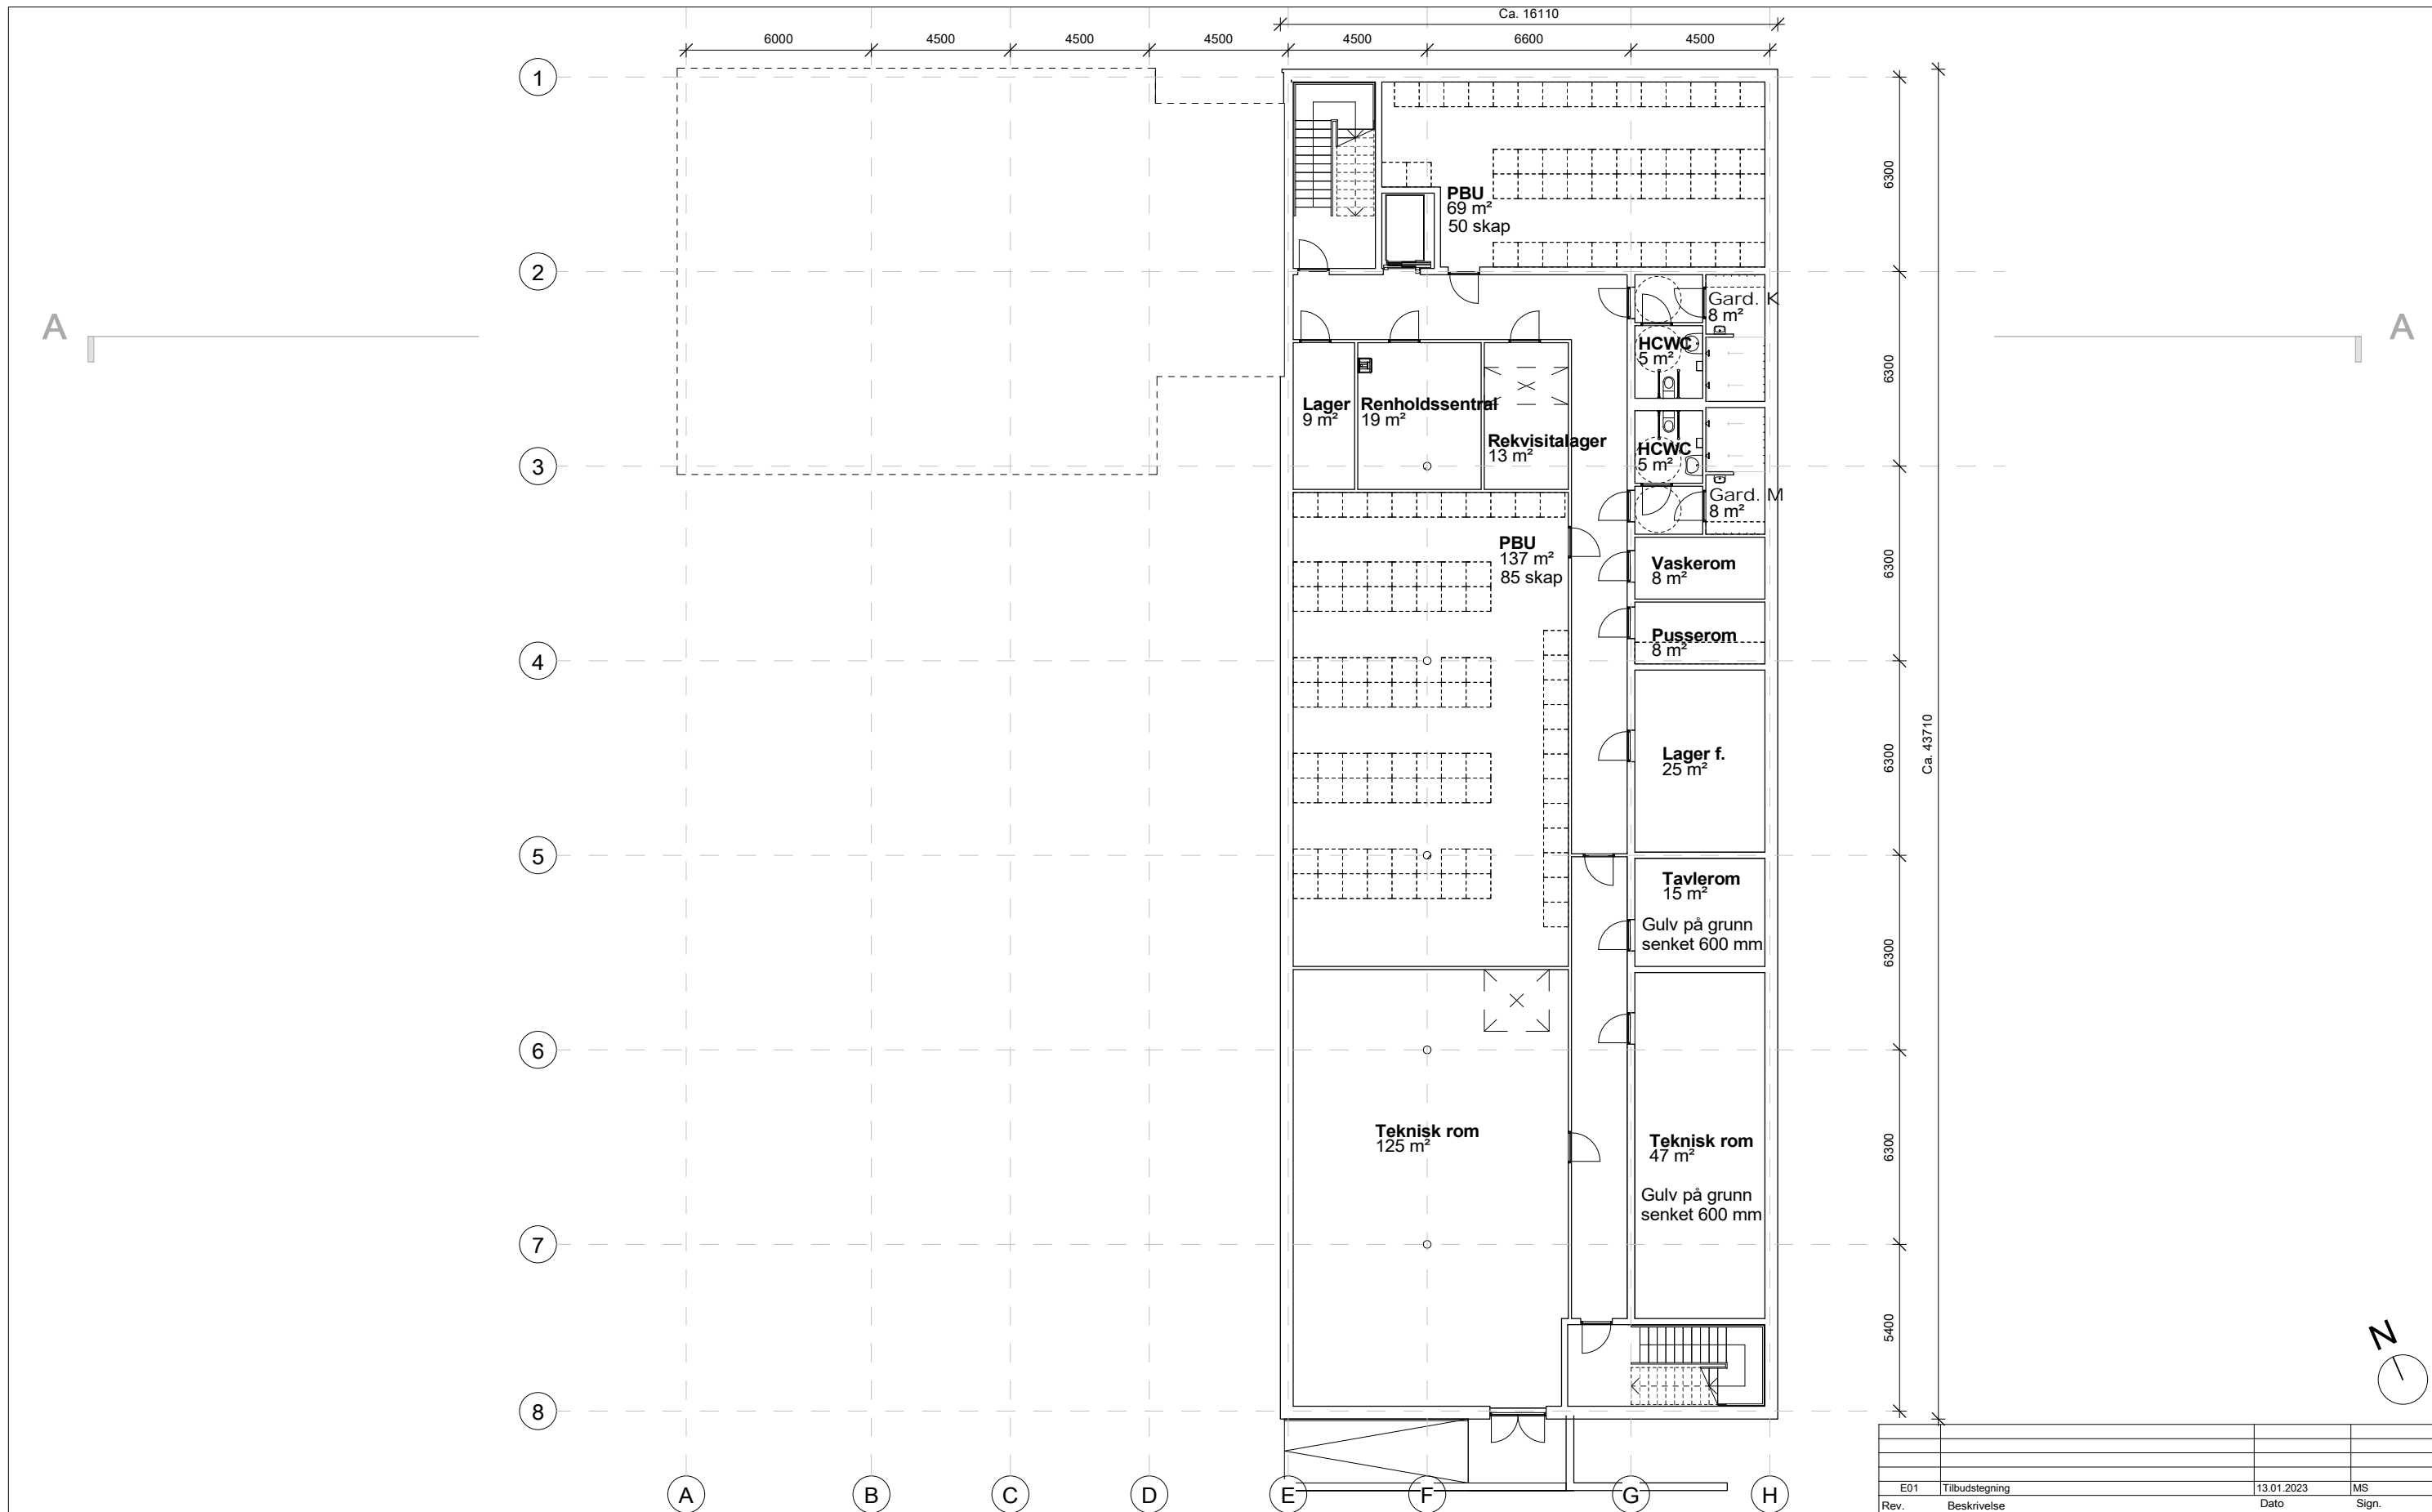 Ca. 16110
6000
4500
4500
4500
4500
6600
4500
1
2
3
4
5
6
7
8
A
A
6300
6300
6300
6300
6300
6300
5400
Ca. 43710
PBU
69 m²
50 skap
Gard. K
8 m²
HCWC
5 m²
Lager
9 m²
Renholdssentral
19 m²
Rekvisitalager
13 m²
HCWC
5 m²
Gard. M
8 m²
PBU
137 m²
85 skap
Vaskerom
8 m²
Pusserom
8 m²
Lager f.
25 m²
Tavlerom
15 m²
Gulv på grunn
senket 600 mm
Teknisk rom
125 m²
Teknisk rom
47 m²
Gulv på grunn
senket 600 mm
N
A
B
C
D
E
F
G
H
E01 Tilbudstegning 13.01.2023 MS
Rev. Beskrivelse Dato Sign.